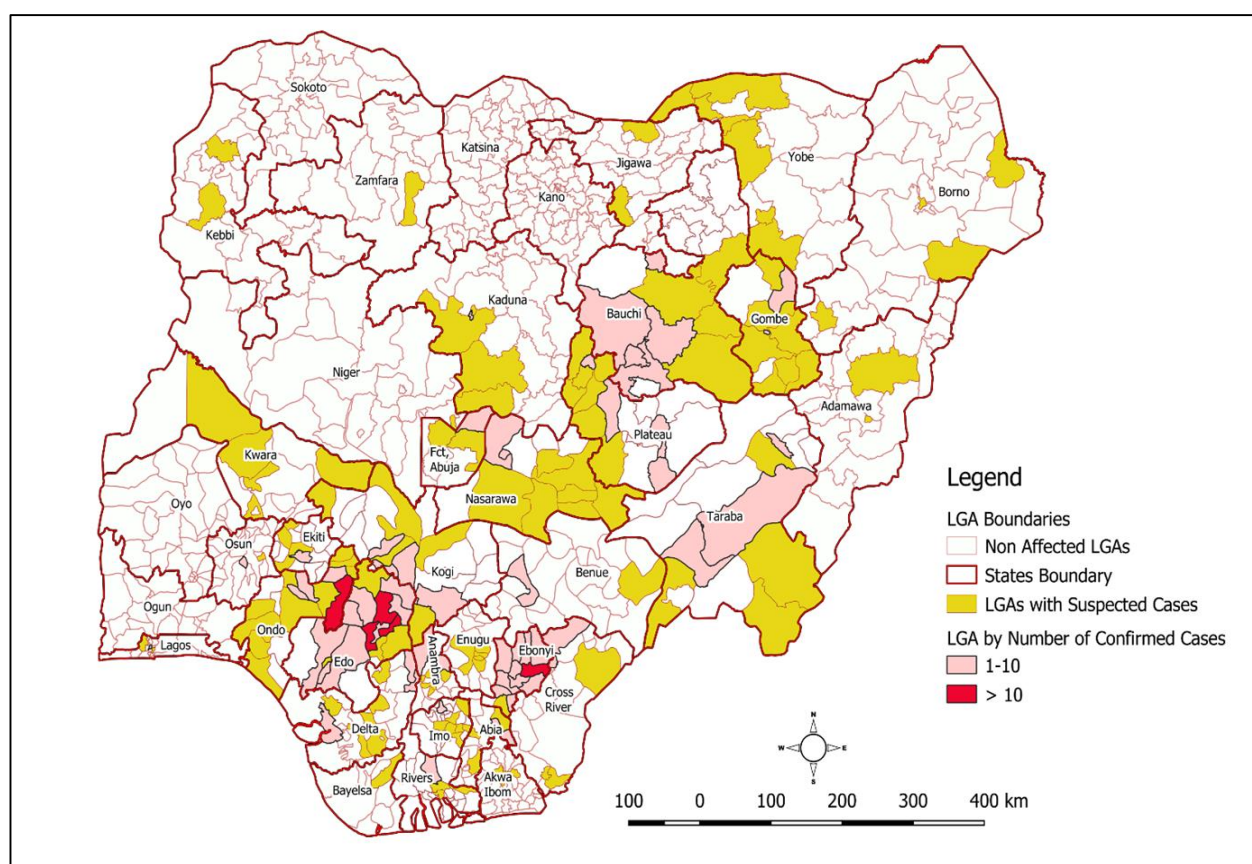 Sokoto
Katsina
Jigawa
Yobe
Zamfara
Kano
Borno
Kebbi
Kaduna
Bauchi
Gombe
Niger
Adamawa
Fct,
Abuja
Plateau
Kwara
Nasarawa
Oyo
Taraba
Osun
Ekiti
Kogi
Benue
Ogun
Ondo
Lagos
Edo
Anambra
Enugu
Ebonyi
Cross
River
Delta
Imo
Abia
Bayelsa
Rivers
Akwa
Ibom
Legend
LGA Boundaries
Non Affected LGAs
States Boundary
LGAs with Suspected Cases
LGA by Number of Confirmed Cases
1-10
> 10
N
W E
S
100 0 100 200 300 400 km